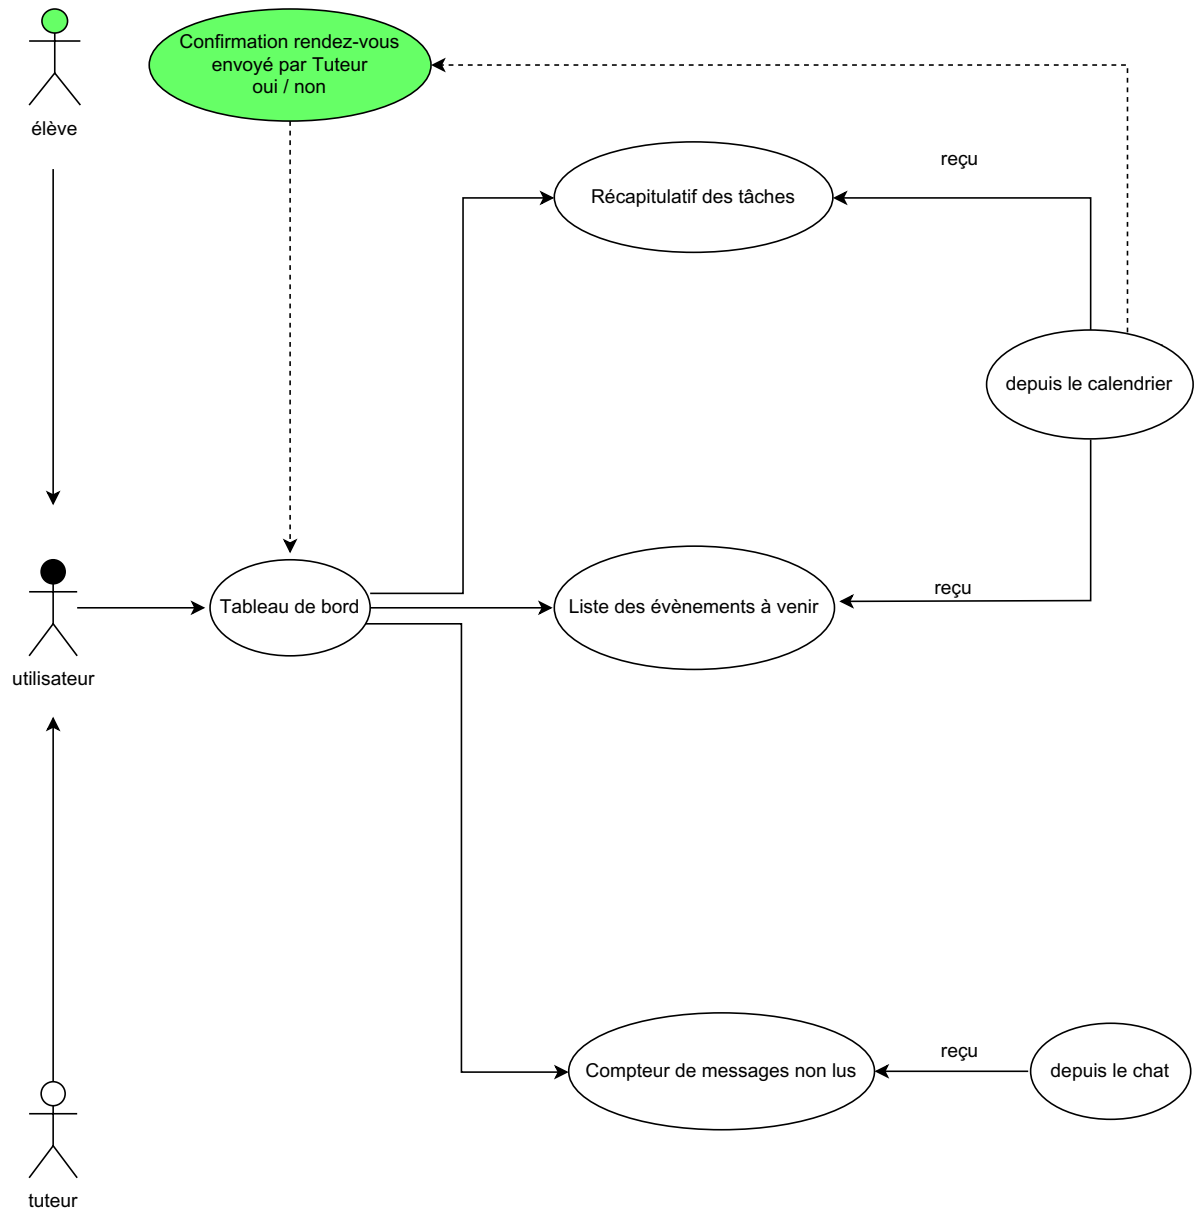 Confirmation rendez-vous
envoyé par Tuteur
oui / non
élève
reçu
Récapitulatif des tâches
depuis le calendrier
reçu
Tableau de bord
Liste des évènements à venir
utilisateur
reçu
Compteur de messages non lus
depuis le chat
tuteur